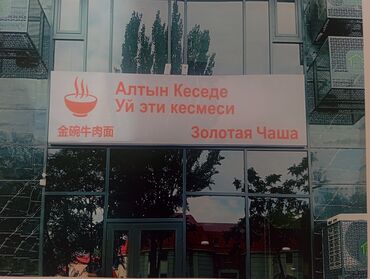 Алтын Кеседе
Уй эти кесмеси
金碗牛肉面
Золотая Чаша